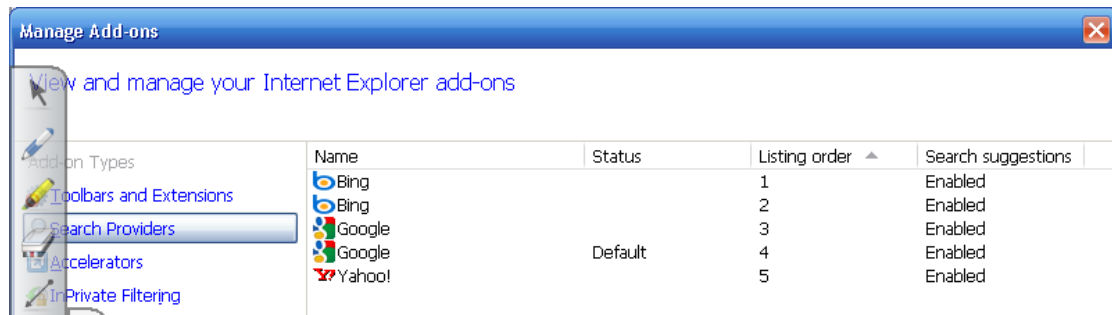 Manage Add-ons
View and manage your Internet Explorer add-ons
Add-on Types
Toolbars and Extensions
Search Providers
Accelerators
InPrivate Filtering
Name Status Listing order Search suggestions
Bing 1 Enabled
Bing 2 Enabled
Google 3 Enabled
Google Default 4 Enabled
Yahoo! 5 Enabled